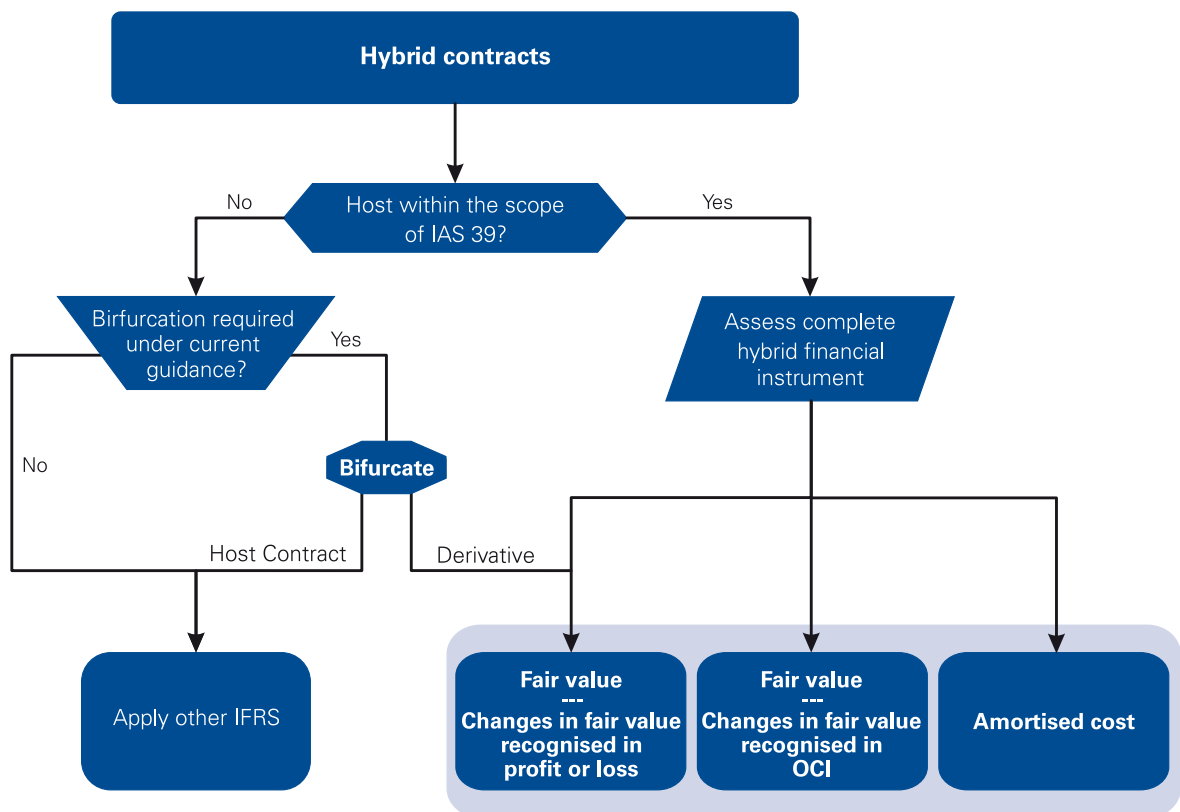 Hybrid contracts
No
Host within the scope
of IAS 39?
Yes
Birfurcation required
under current
guidance?
Yes
Assess complete
hybrid financial
instrument
No
Bifurcate
Host Contract
Derivative
Apply other IFRS
Fair value
---
Changes in fair value
recognised in
profit or loss
Fair value
---
Changes in fair value
recognised in
OCI
Amortised cost